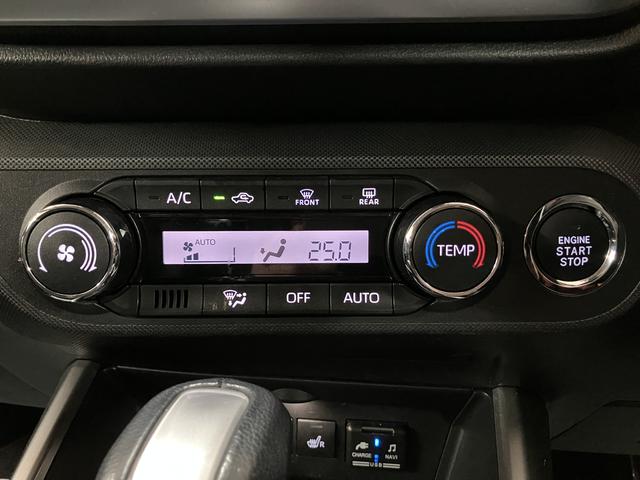 A/C
FRONT
REAR
AUTO
25.0
TEMP
ENGINE
START
STOP
OFF
AUTO
R
CHARGE
NAVI
USB